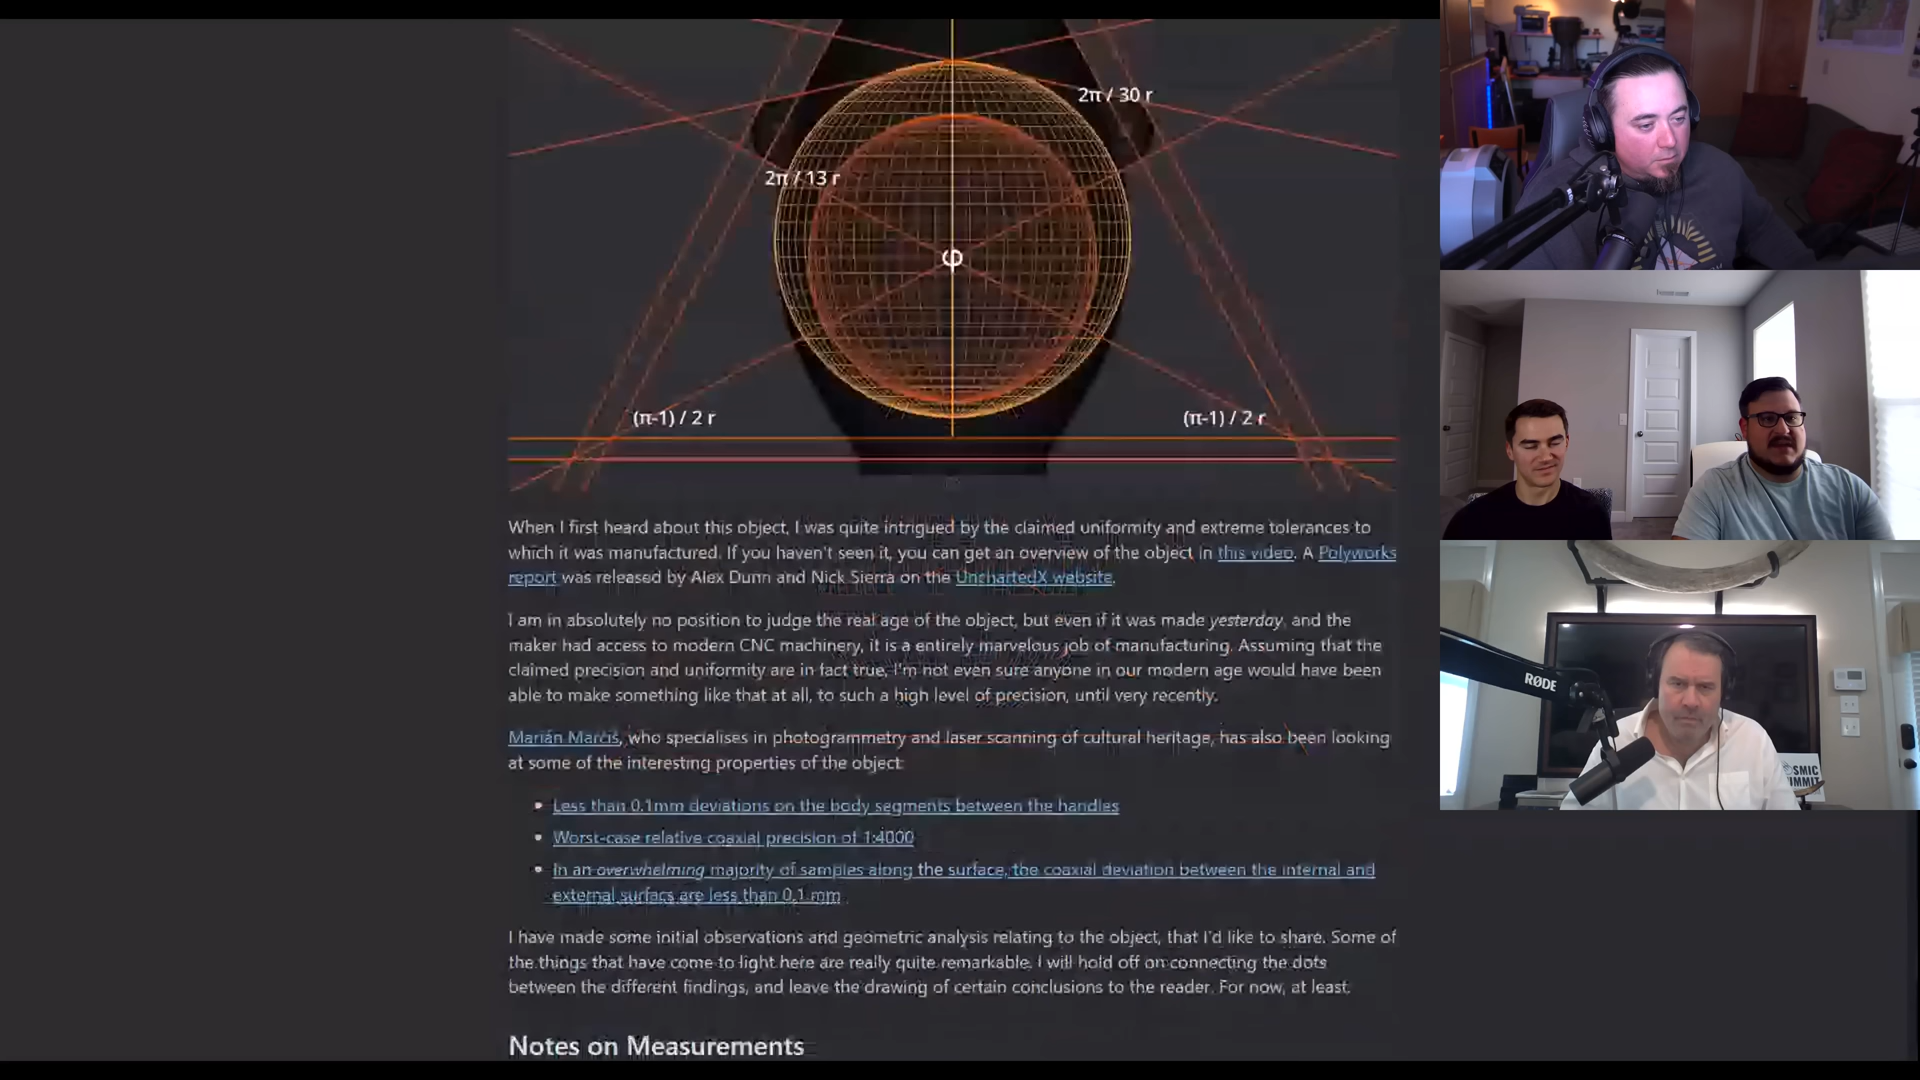 2π / 30 r
2π / 13 r
φ
(π-1) / 2 r
(π-1) / 2 r
When I first heard about this object, I was quite intrigued by the claimed uniformity and extreme tolerances to
which it was manufactured. If you haven't seen it, you can get an overview of the object in this video. A Polyworks
report was released by Alex Dunn and Nick Sierra on the UnchartedX website.
I am in absolutely no position to judge the real age of the object, but even if it was made yesterday, and the
maker had access to modern CNC machinery, it is a entirely marvelous job of manufacturing. Assuming that the
claimed precision and uniformity are in fact true, I'm not even sure anyone in our modern age would have been
able to make something like that at all, to such a high level of precision, until very recently.
Marián Marčiš, who specialises in photogrammetry and laser scanning of cultural heritage, has also been looking
at some of the interesting properties of the object:
• Less than 0.1mm deviations on the body segments between the handles
• Worst-case relative coaxial precision of 1:4000
• In an overwhelming majority of samples along the surface, the coaxial deviation between the internal and
external surfacs are less than 0.1 mm
I have made some initial observations and geometric analysis relating to the object, that I'd like to share. Some of
the things that have come to light here are really quite remarkable. I will hold off on connecting the dots
between the different findings, and leave the drawing of certain conclusions to the reader. For now, at least.
Notes on Measurements
RØDE
OSMIC
UMMIT